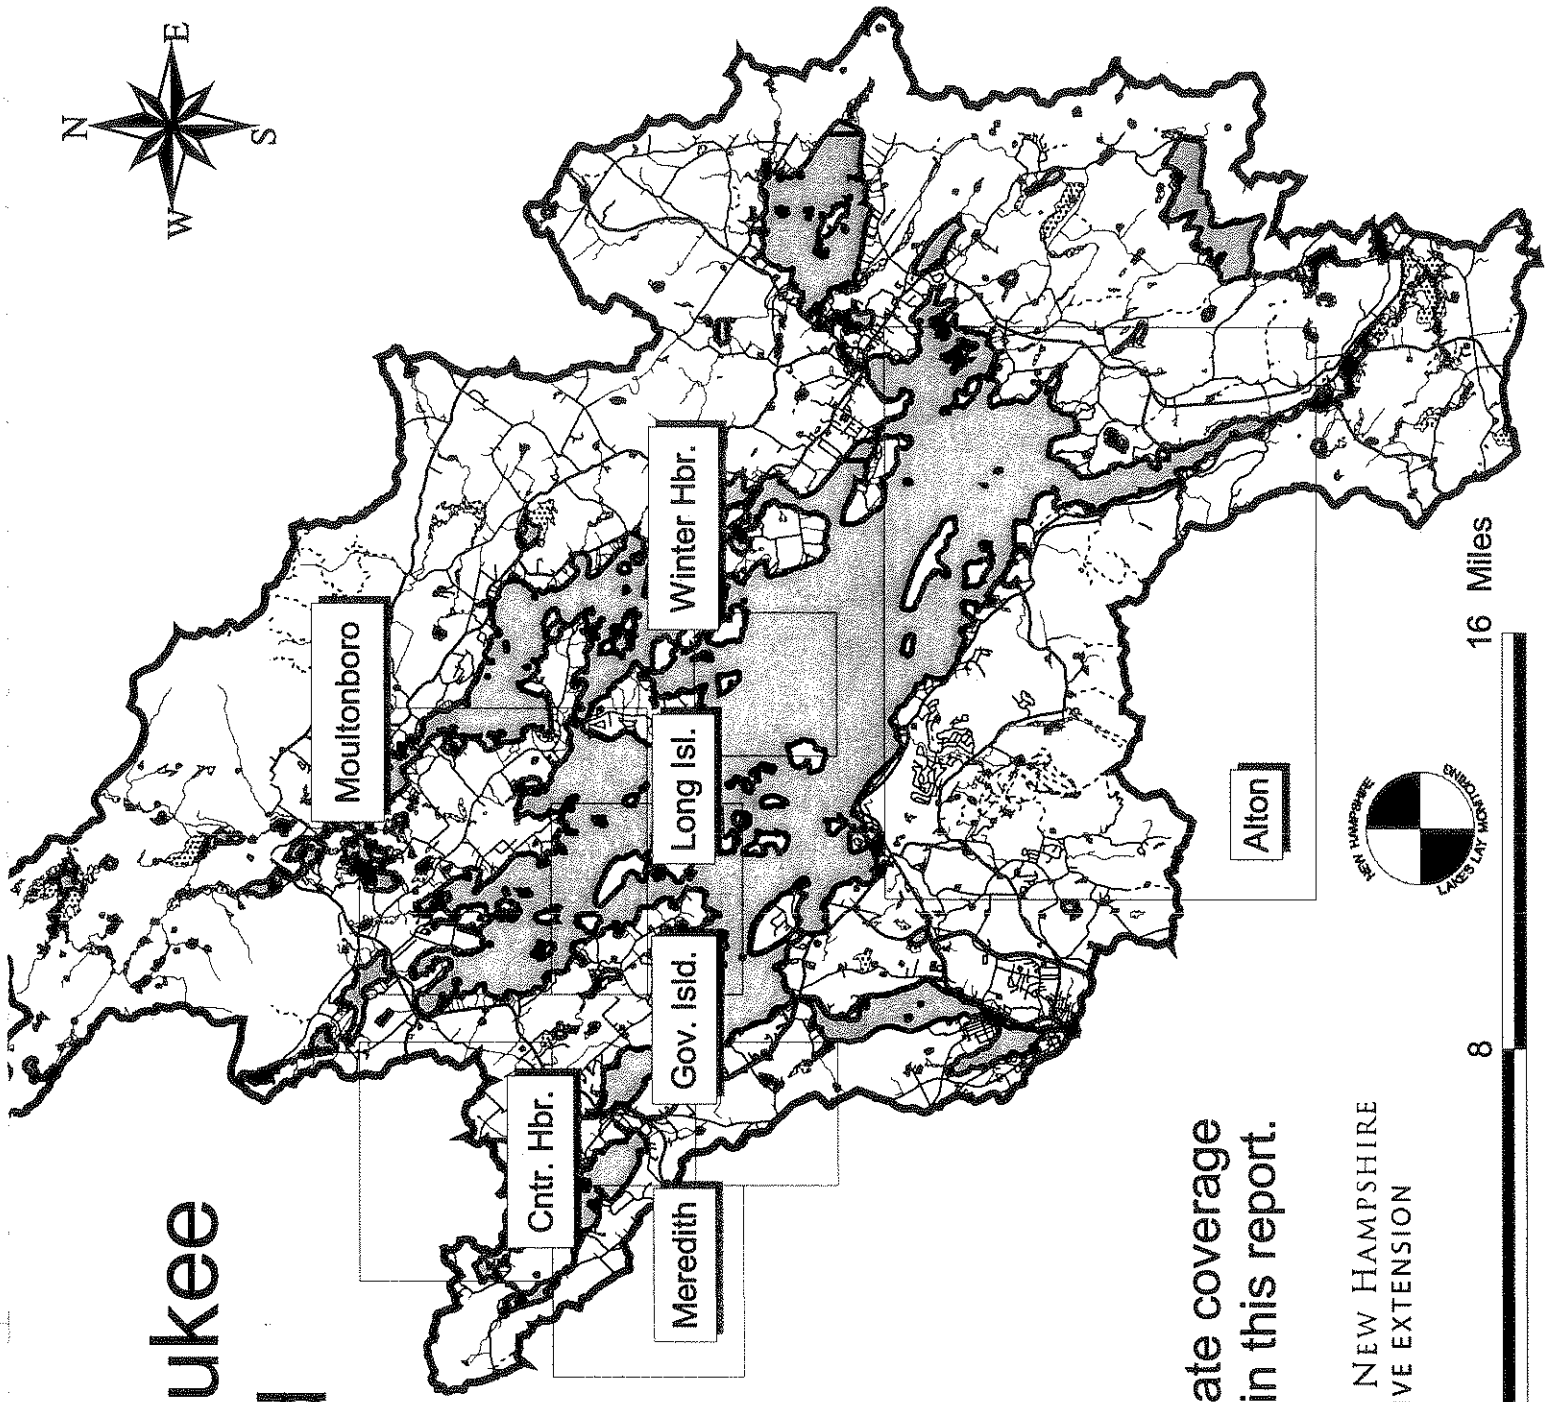 ukee
N
E
S
W
Moultonboro
Winter Hbr.
Long Isl.
Gov. Isld.
Cntr. Hbr.
Meredith
Alton
ate coverage
in this report.
NEW HAMPSHIRE
VE EXTENSION
NEW HAMPSHIRE
LAKES LAY MONITORING
8
16 Miles